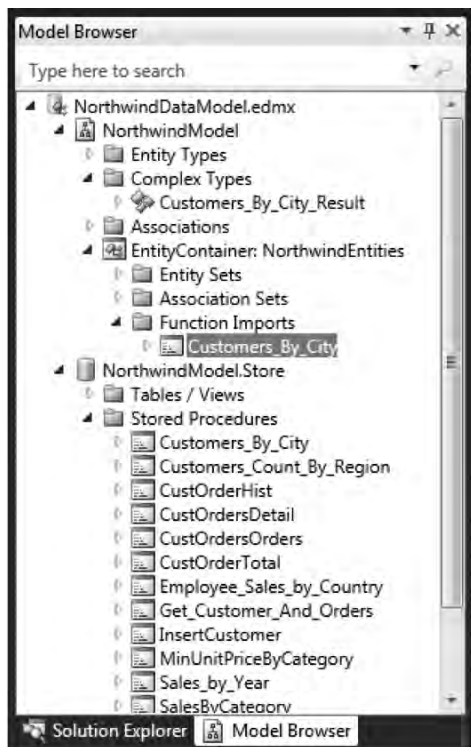 Model Browser
Type here to search
NorthwindDataModel.edmx
NorthwindModel
Entity Types
Complex Types
Customers_By_City_Result
Associations
EntityContainer: NorthwindEntities
Entity Sets
Association Sets
Function Imports
Customers_By_City
NorthwindModel.Store
Tables / Views
Stored Procedures
Customers_By_City
Customers_Count_By_Region
CustOrderHist
CustOrdersDetail
CustOrdersOrders
CustOrderTotal
Employee_Sales_by_Country
Get_Customer_And_Orders
InsertCustomer
MinUnitPriceByCategory
Sales_by_Year
SalesByCategory
Solution Explorer Model Browser